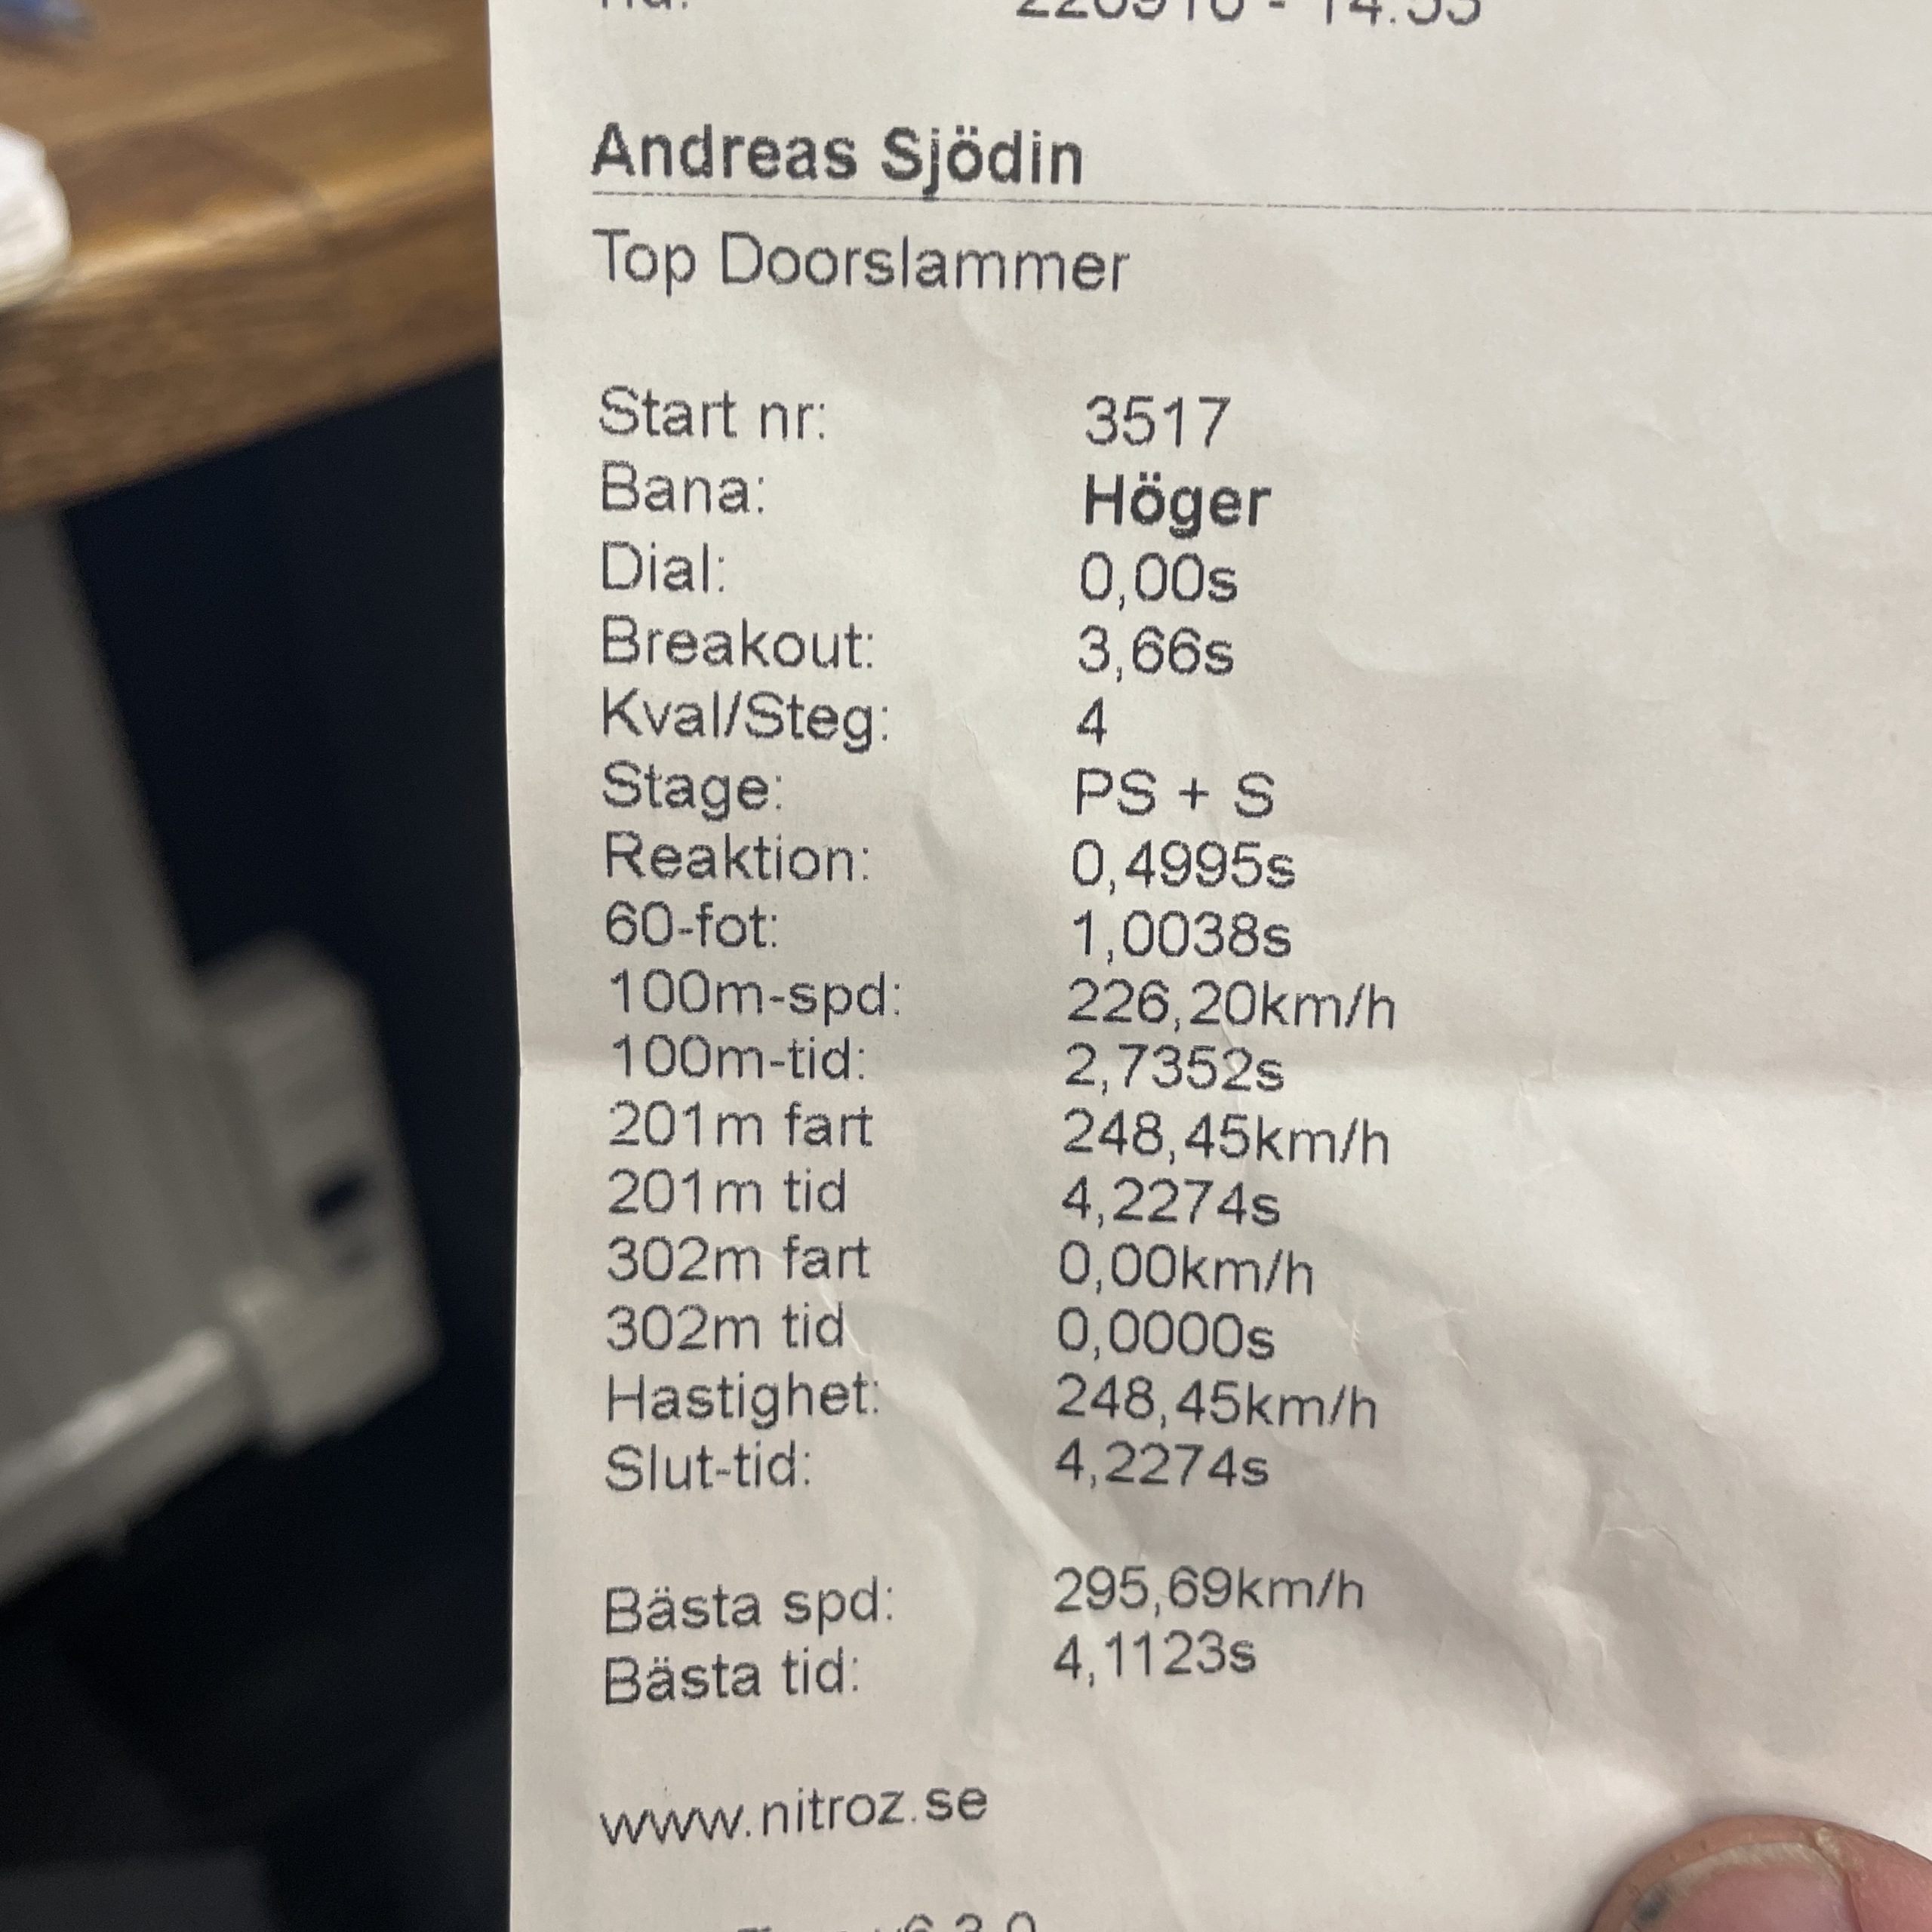 Andreas Sjödin
Top Doorslammer
Start nr: 3517
Bana: Höger
Dial: 0,00s
Breakout: 3,66s
Kval/Steg: 4
Stage: PS + S
Reaktion: 0,4995s
60-fot: 1,0038s
100m-spd: 226,20km/h
100m-tid: 2,7352s
201m fart 248,45km/h
201m tid 4,2274s
302m fart 0,00km/h
302m tid 0,0000s
Hastighet: 248,45km/h
Slut-tid: 4,2274s
Bästa spd: 295,69km/h
Bästa tid: 4,1123s
www.nitroz.se